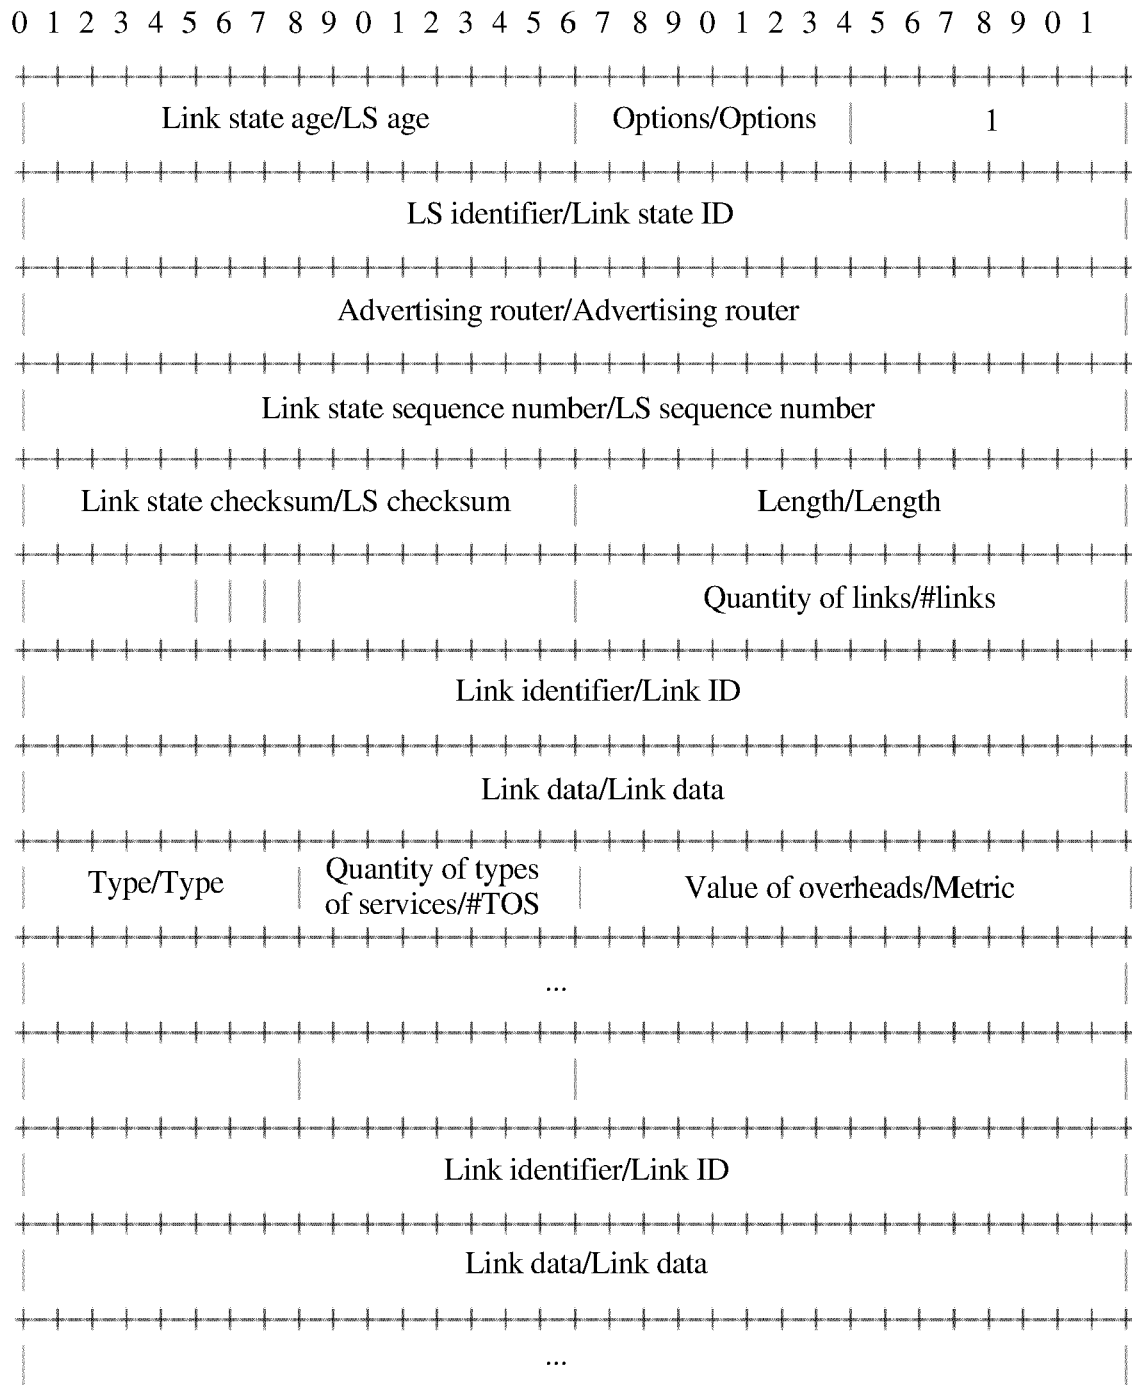 0 1 2 3 4 5 6 7 8 9 0 1 2 3 4 5 6 7 8 9 0 1 2 3 4 5 6 7 8 9 0 1
Link state age/LS age Options/Options 1
LS identifier/Link state ID
Advertising router/Advertising router
Link state sequence number/LS sequence number
Link state checksum/LS checksum Length/Length
Quantity of links/#links
Link identifier/Link ID
Link data/Link data
Type/Type Quantity of types of services/#TOS Value of overheads/Metric
...
Link identifier/Link ID
Link data/Link data
...